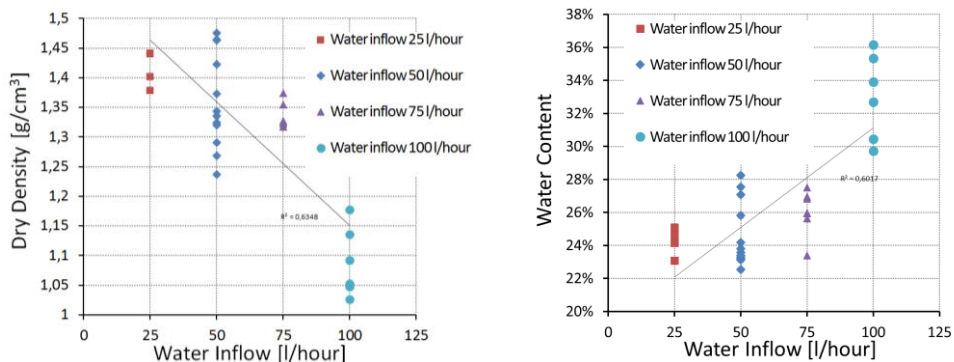 1,5
1,45
1,4
1,35
1,3
1,25
1,2
1,15
1,1
1,05
1
0
25
50
75
100
125
Dry Density [g/cm³]
Water Inflow [l/hour]
Water inflow 25 l/hour
Water inflow 50 l/hour
Water inflow 75 l/hour
Water inflow 100 l/hour
R² = 0,6348
38%
36%
34%
32%
30%
28%
26%
24%
22%
20%
0
25
50
75
100
125
Water Content
Water Inflow [l/hour]
Water inflow 25 l/hour
Water inflow 50 l/hour
Water inflow 75 l/hour
Water inflow 100 l/hour
R² = 0,6017